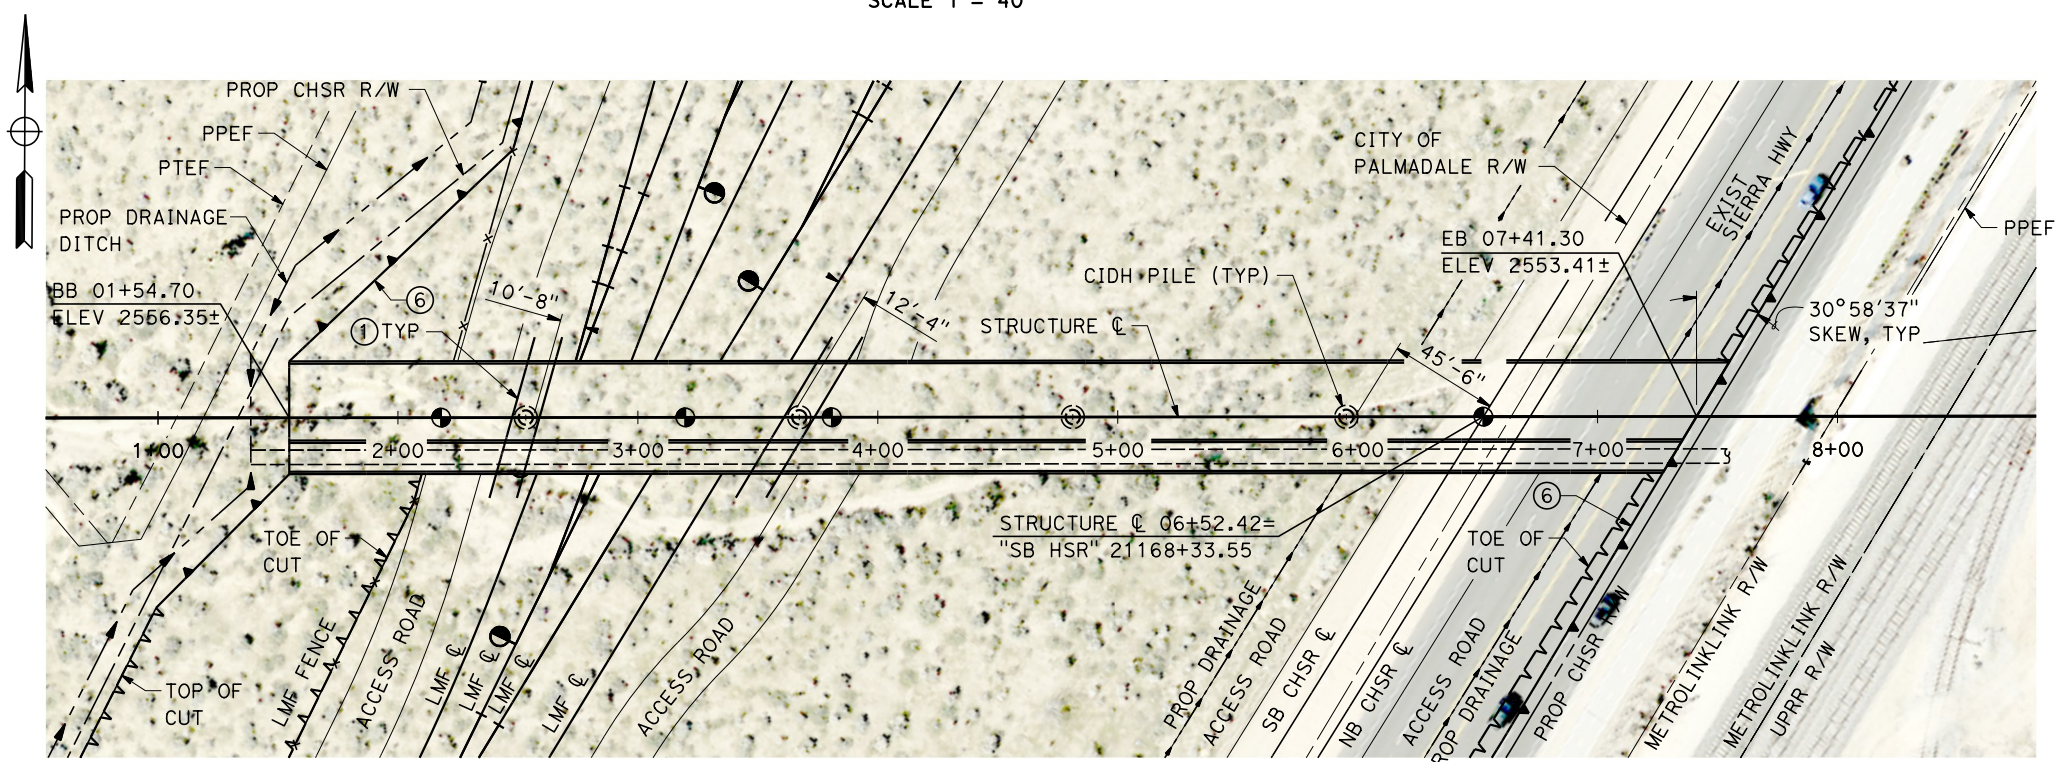 SCALE 1" = 40'
PROP CHSR R/W
PPEF
PTEF
PROP DRAINAGE
DITCH
BB 01+54.70
ELEV 2556.35±
6
1 TYP
10'-8"
12'-4"
STRUCTURE ℄
CIDH PILE (TYP)
45'-6"
CITY OF
PALMADALE R/W
EB 07+41.30
ELEV 2553.41±
EXIST
SIERRA HWY
PPEF
30°58'37"
SKEW, TYP
1+00
2+00
3+00
4+00
5+00
6+00
7+00
8+00
STRUCTURE ℄ 06+52.42=
"SB HSR" 21168+33.55
6
TOE OF
CUT
TOE OF
CUT
TOP OF
CUT
LMF FENCE
ACCESS ROAD
LMF ℄
LMF ℄
LMF ℄
LMF ℄
ACCESS ROAD
PROP DRAINAGE
ACCESS ROAD
SB CHSR ℄
NB CHSR ℄
ACCESS ROAD
PROP DRAINAGE
PROP CHSR R/W
METROLINKLINK R/W
METROLINKLINK R/W
UPRR R/W